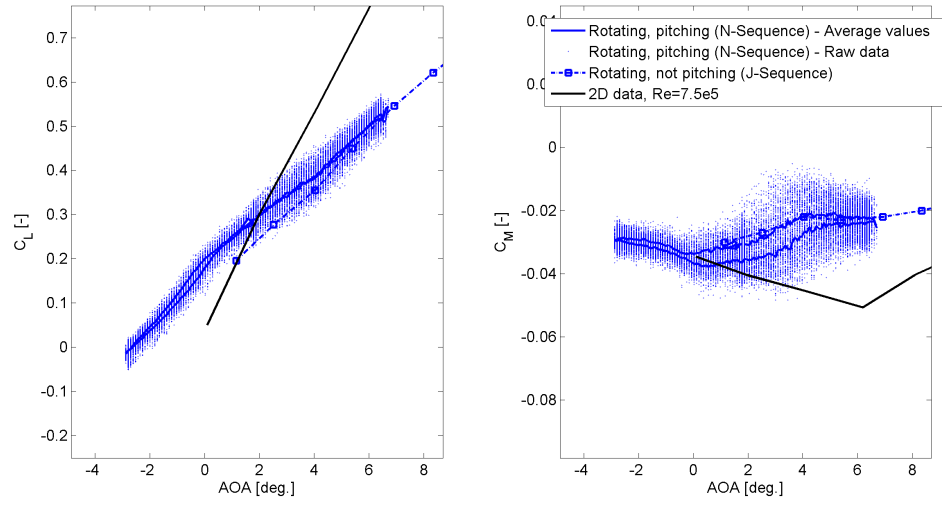 0.7
0.6
0.5
0.4
0.3
0.2
0.1
0
-0.1
-0.2
C_L [-]
-4 -2 0 2 4 6 8
AOA [deg.]
Rotating, pitching (N-Sequence) - Average values
Rotating, pitching (N-Sequence) - Raw data
Rotating, not pitching (J-Sequence)
2D data, Re=7.5e5
0
-0.02
-0.04
-0.06
-0.08
C_M [-]
-4 -2 0 2 4 6 8
AOA [deg.]